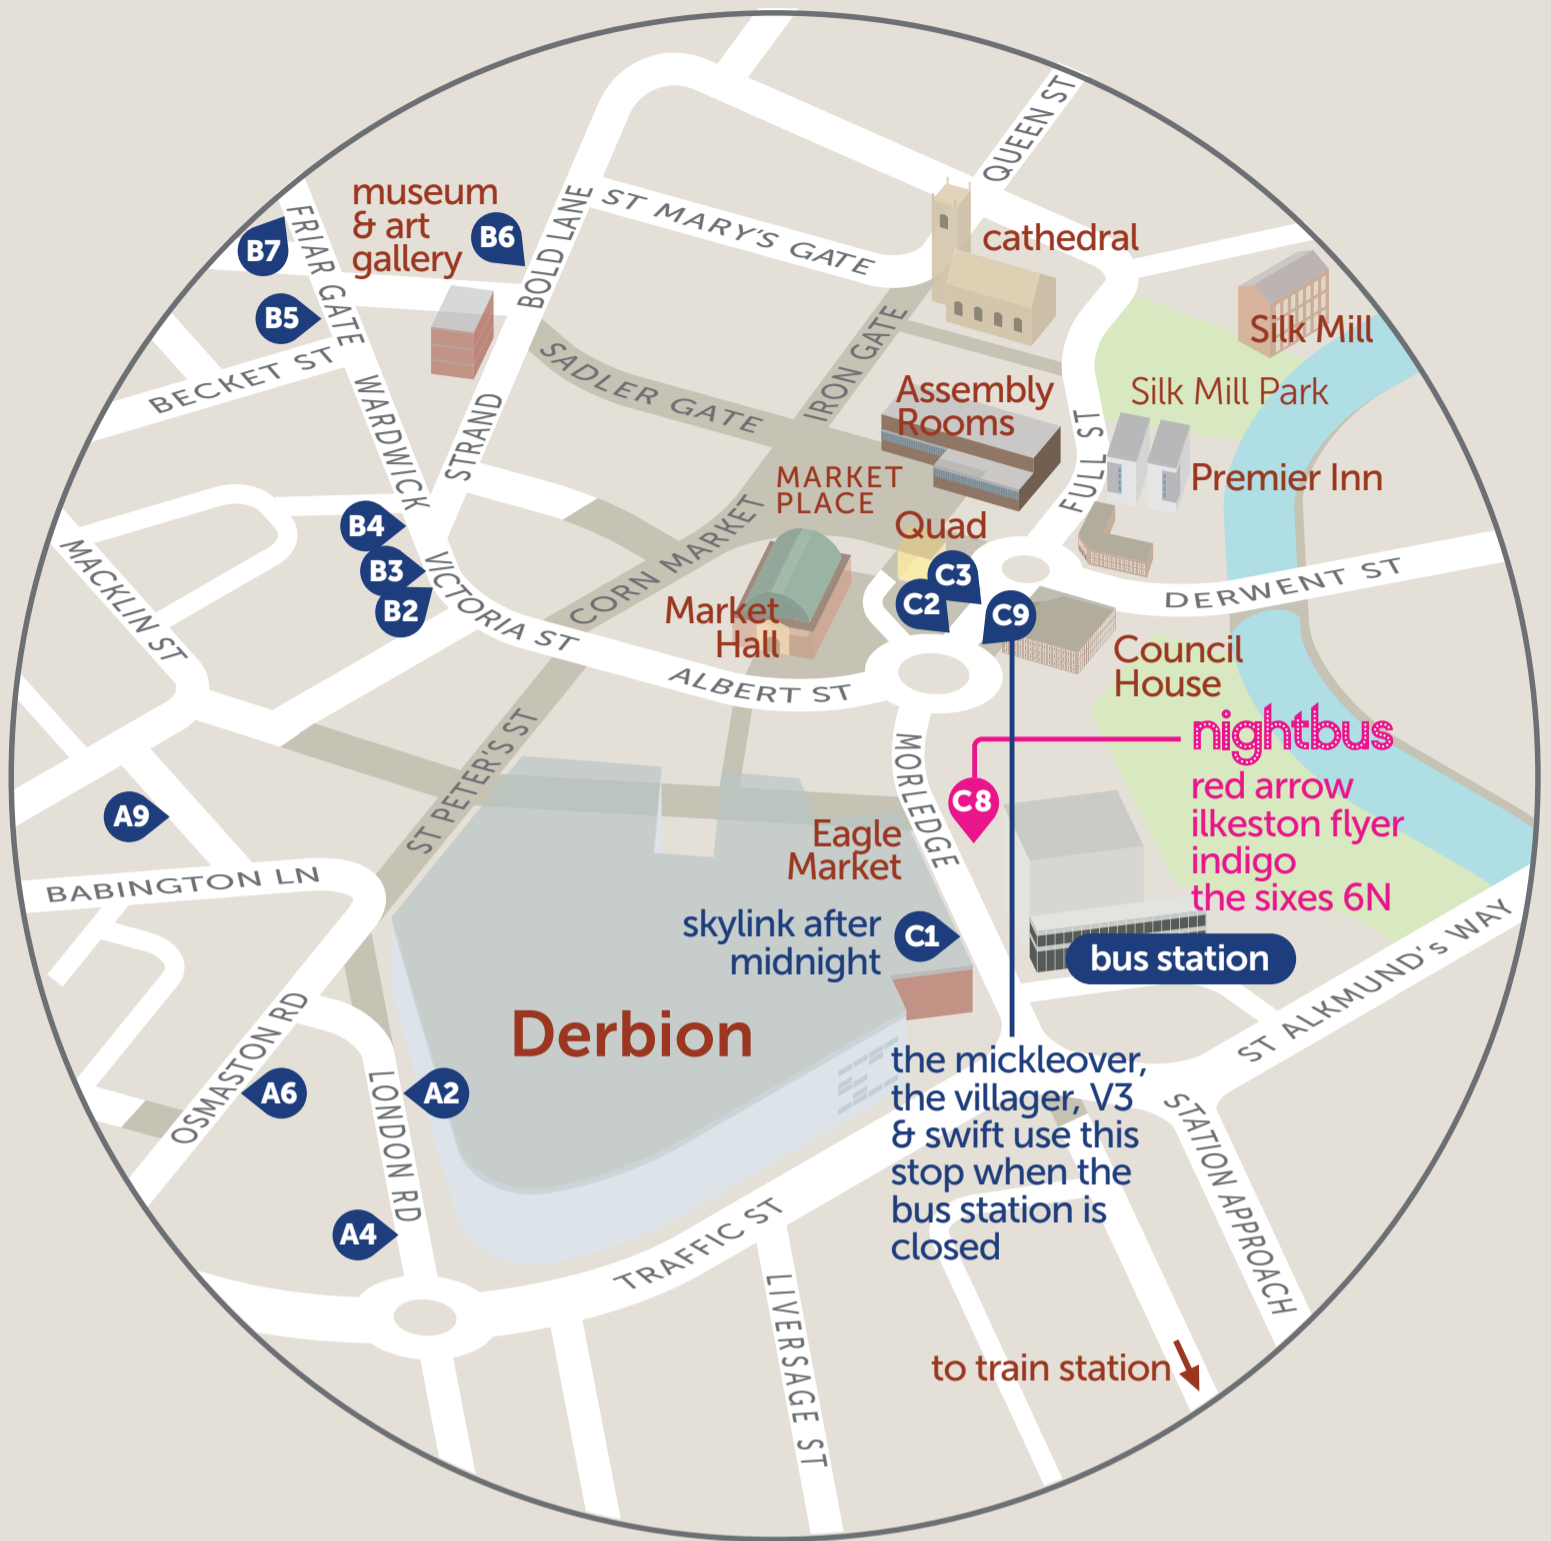 QUEEN ST
museum
& art
gallery
B6
B7
FRIAR GATE
BOLD LANE
ST MARY'S GATE
cathedral
B5
BECKET ST
Silk Mill
SADLER GATE
IRON GATE
Assembly
Rooms
Silk Mill Park
WARDWICK
STRAND
FULL ST
MARKET
PLACE
Premier Inn
B4
Quad
B3
B2
MACKLIN ST
VICTORIA ST
CORN MARKET
C3
C2
C9
DERWENT ST
Market
Hall
Council
House
ALBERT ST
nightbus
red arrow
ilkeston flyer
indigo
the sixes 6N
MORLEDGE
C8
ST PETER'S ST
A9
Eagle
Market
BABINGTON LN
skylink after
midnight
C1
bus station
ST ALKMUND's WAY
Derbion
the mickleover,
the villager, V3
& swift use this
stop when the
bus station is
closed
OSMASTON RD
A6
LONDON RD
A2
STATION APPROACH
A4
TRAFFIC ST
LIVERSAGE ST
to train station